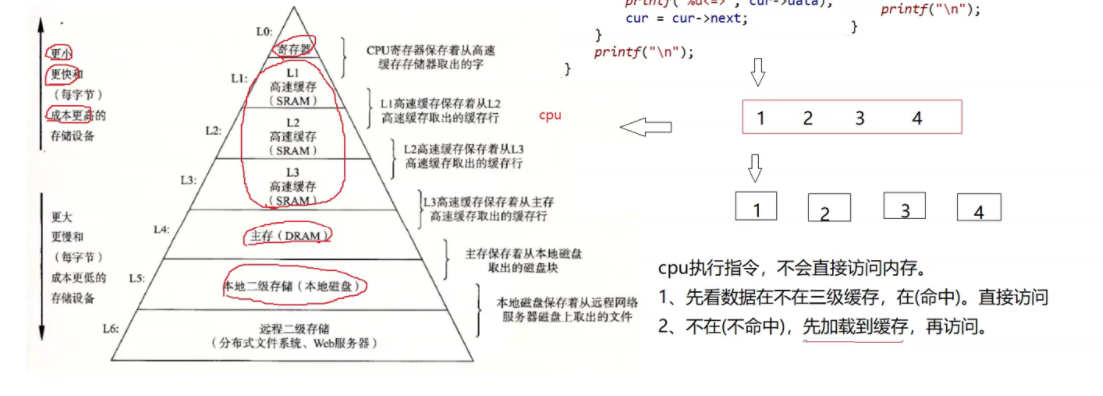 L0:
寄存器
L1:
L1
高速缓存
(SRAM)
L2:
L2
高速缓存
(SRAM)
L3:
L3
高速缓存
(SRAM)
L4:
主存（DRAM）
L5:
本地二级存储（本地磁盘）
L6:
远程二级存储
（分布式文件系统、Web服务器）
更小
更快和
（每字节）
成本更高的
存储设备
更大
更慢和
（每字节）
成本更低的
存储设备
CPU寄存器保存着从高速
缓存存储器取出的字
L1高速缓存保存着从L2
高速缓存取出的缓存行
L2高速缓存保存着从L3
高速缓存取出的缓存行
L3高速缓存保存着从主存
高速缓存取出的缓存行
主存保存着从本地磁盘
取出的磁盘块
本地磁盘保存着从远程网络
服务器磁盘上取出的文件
cur = cur->next;
}
printf("\n");
}
printf("\n");
}
cpu
1 2 3 4
1 2 3 4
cpu执行指令，不会直接访问内存。
1、先看数据在不在三级缓存，在(命中)。直接访问
2、不在(不命中)，先加载到缓存，再访问。